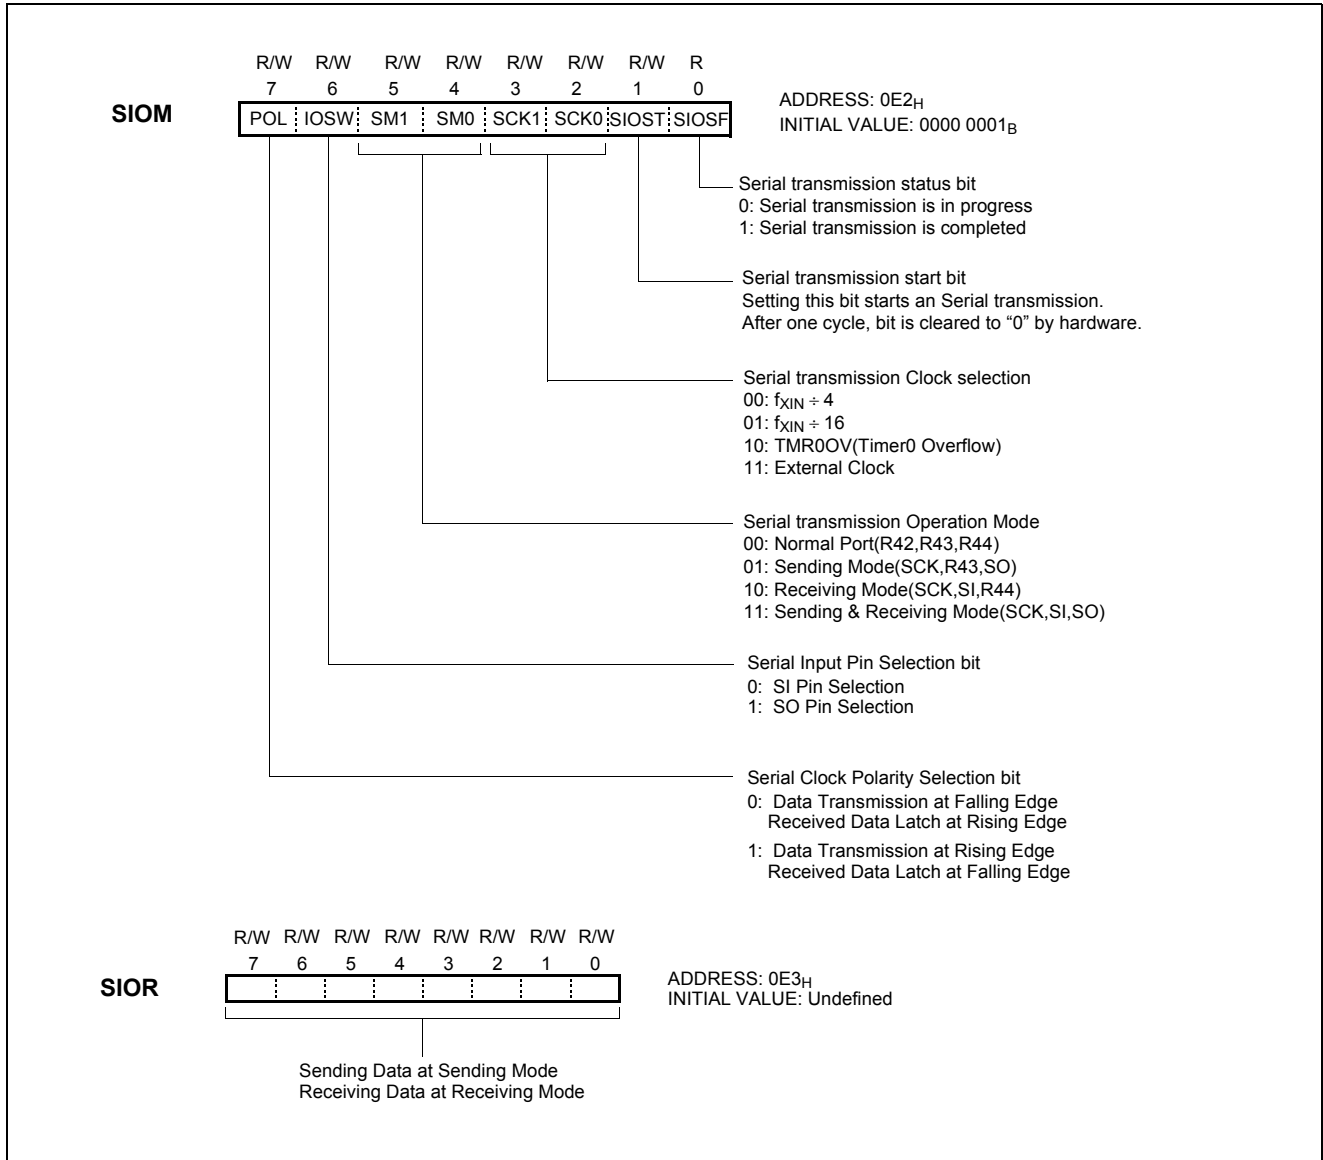 R/W R/W R/W R/W R/W R/W R/W R
7 6 5 4 3 2 1 0
SIOM
POL IOSW SM1 SM0 SCK1 SCK0 SIOST SIOSF
ADDRESS: 0E2H
INITIAL VALUE: 0000 0001B
Serial transmission status bit
0: Serial transmission is in progress
1: Serial transmission is completed
Serial transmission start bit
Setting this bit starts an Serial transmission.
After one cycle, bit is cleared to “0” by hardware.
Serial transmission Clock selection
00: fXIN ÷ 4
01: fXIN ÷ 16
10: TMR0OV(Timer0 Overflow)
11: External Clock
Serial transmission Operation Mode
00: Normal Port(R42,R43,R44)
01: Sending Mode(SCK,R43,SO)
10: Receiving Mode(SCK,SI,R44)
11: Sending & Receiving Mode(SCK,SI,SO)
Serial Input Pin Selection bit
0: SI Pin Selection
1: SO Pin Selection
Serial Clock Polarity Selection bit
0: Data Transmission at Falling Edge
Received Data Latch at Rising Edge
1: Data Transmission at Rising Edge
Received Data Latch at Falling Edge
R/W R/W R/W R/W R/W R/W R/W R/W
7 6 5 4 3 2 1 0
SIOR
ADDRESS: 0E3H
INITIAL VALUE: Undefined
Sending Data at Sending Mode
Receiving Data at Receiving Mode